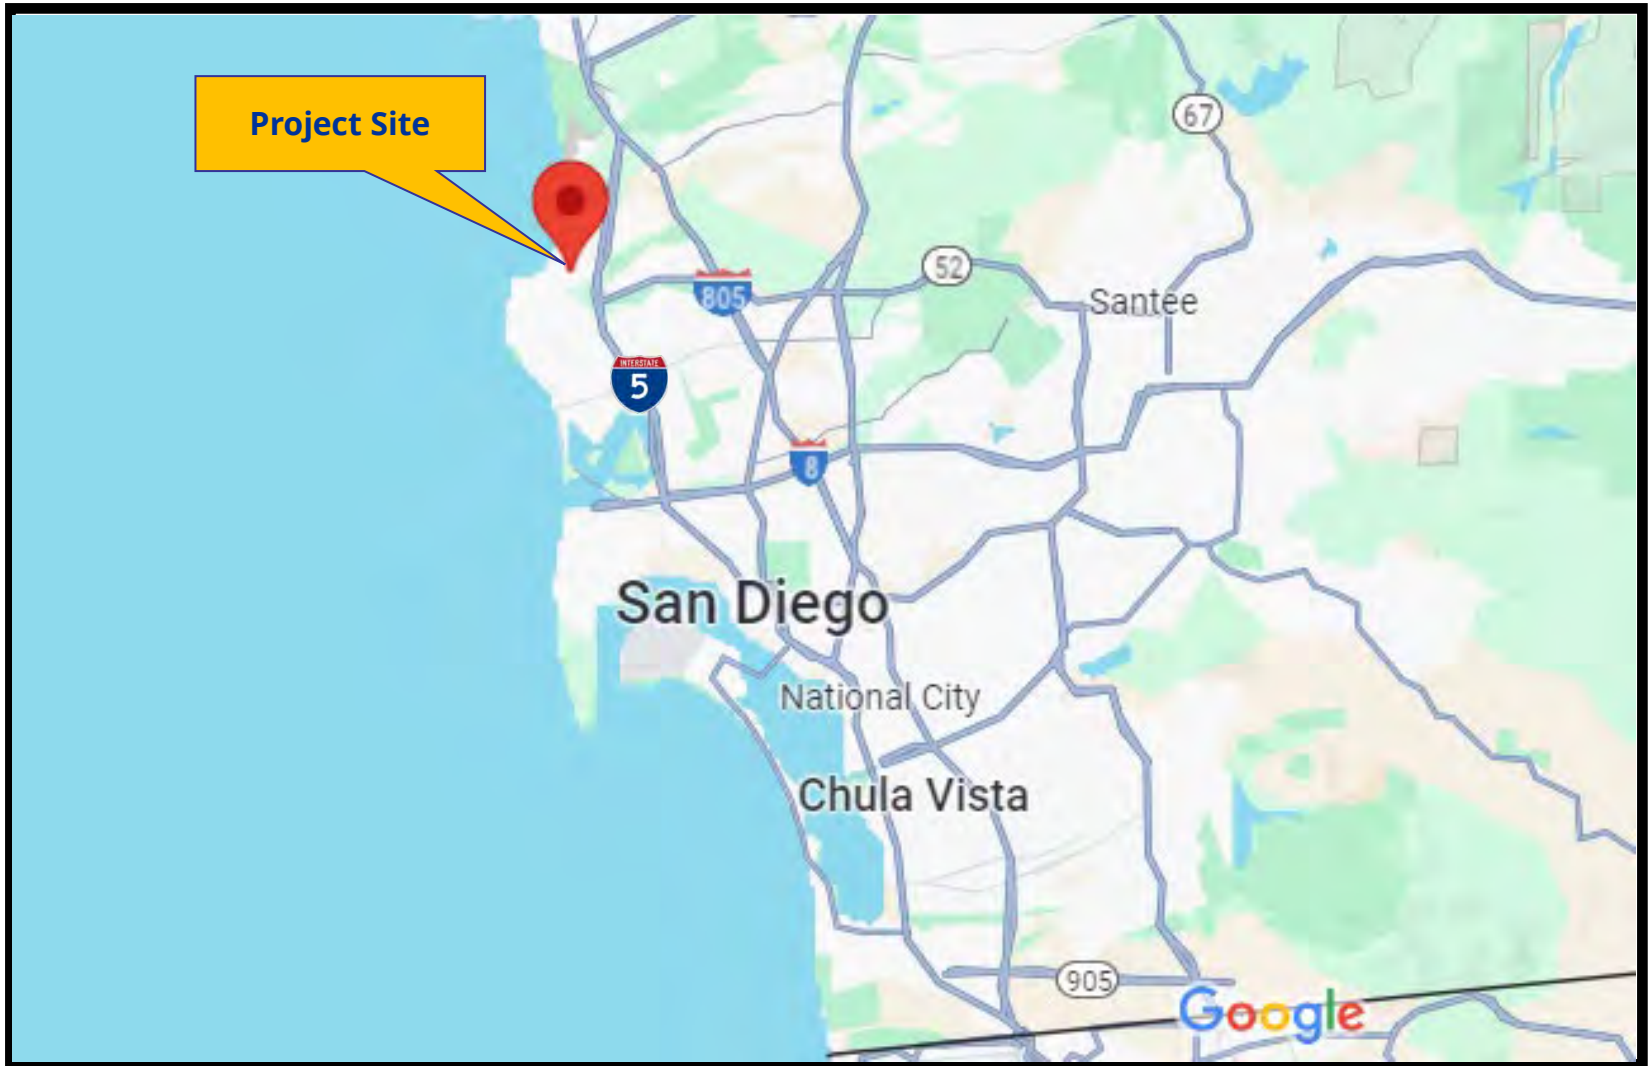 Project Site
67
52
805
Santee
INTERSTATE
5
8
San Diego
National City
Chula Vista
905
Google